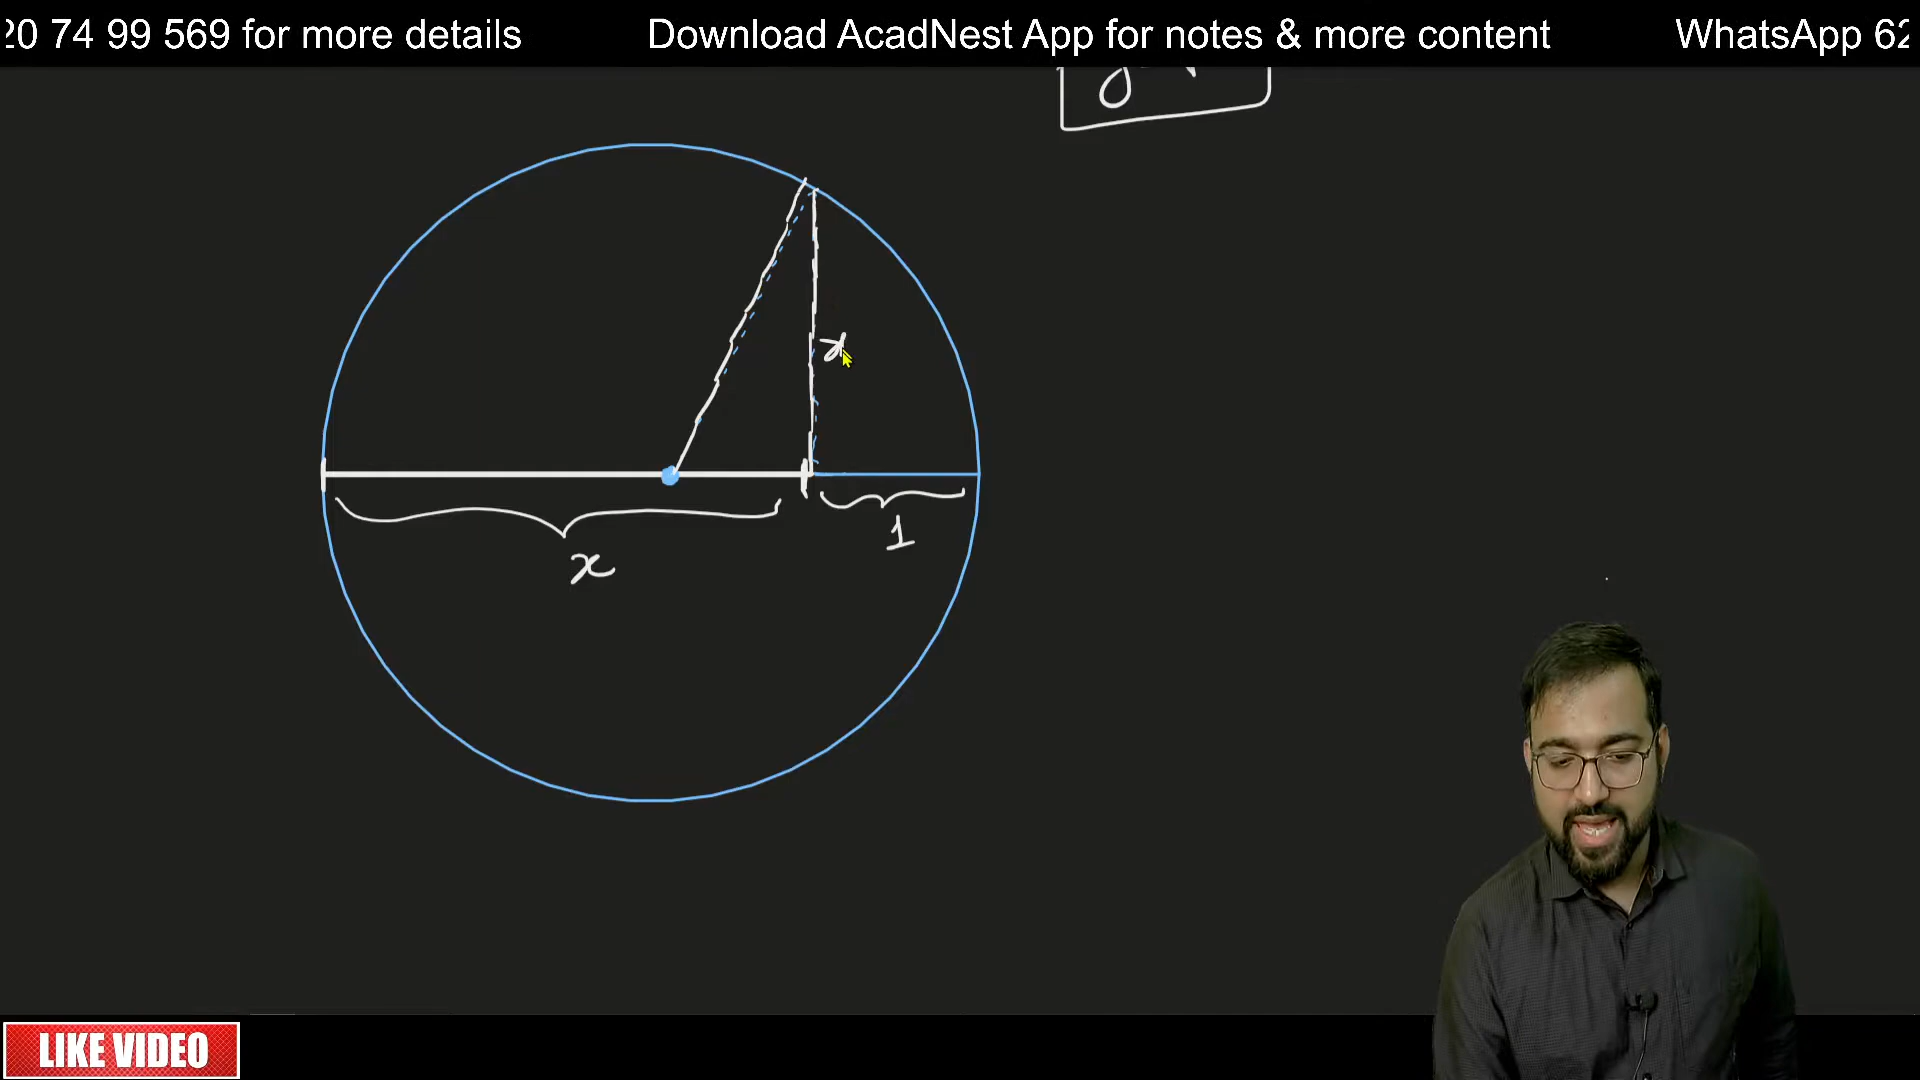 20 74 99 569 for more details Download AcadNest App for notes & more content WhatsApp 62
1
x
LIKE VIDEO